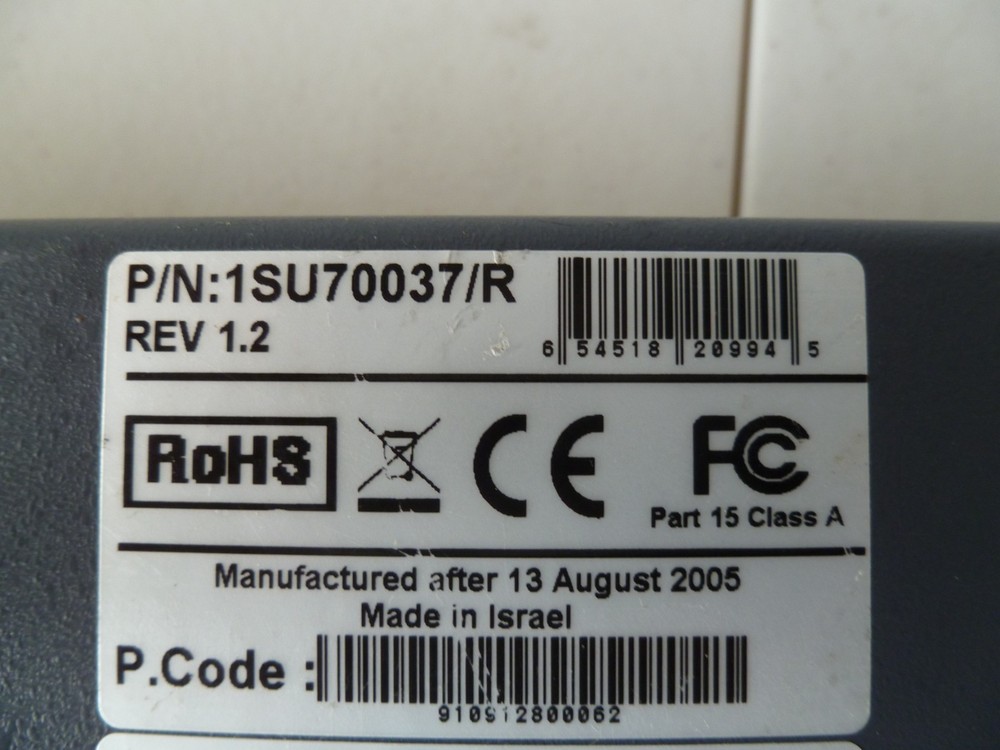 P/N:1SU70037/R
REV 1.2
6 54518 20994 5
RoHS
CE
FC
Part 15 Class A
Manufactured after 13 August 2005
Made in Israel
P.Code :
910912800062